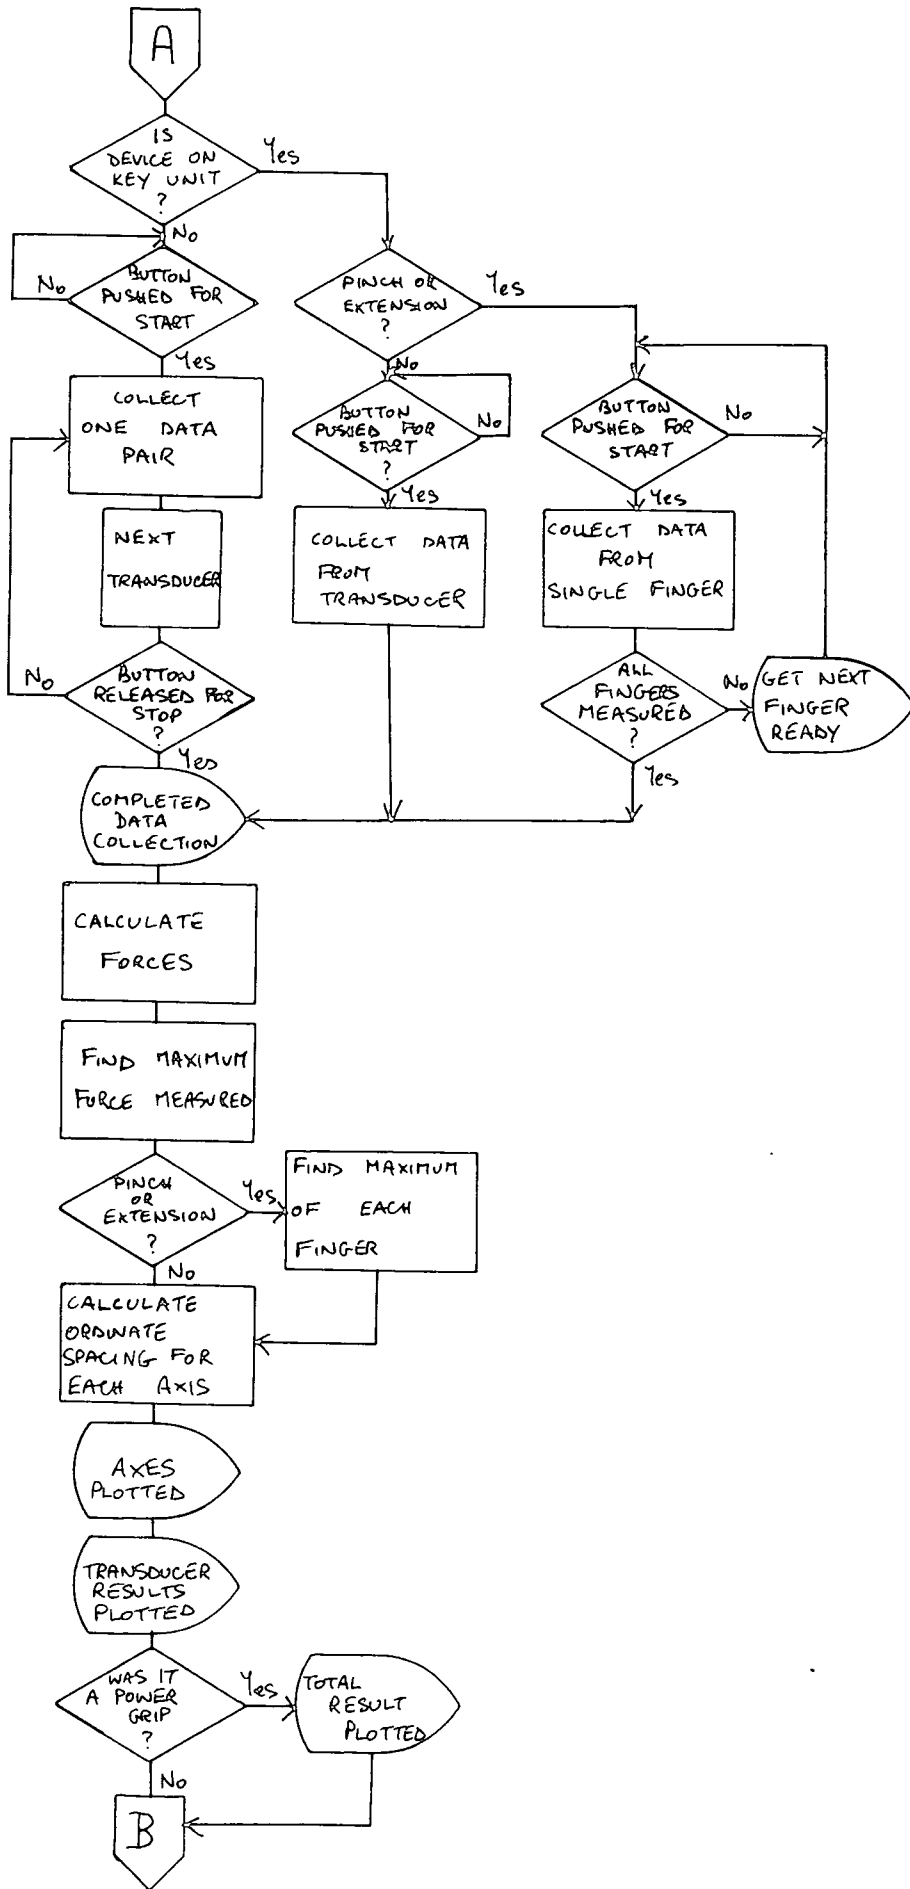 A
IS
DEVICE ON
KEY UNIT
?
Yes
No
No
BUTTON
PUSHED FOR
START
Yes
PINCH OR
EXTENSION
?
Yes
No
COLLECT
ONE DATA
PAIR
BUTTON
PUSHED FOR
START
?
No
Yes
BUTTON
PUSHED FOR
START
No
Yes
NEXT
TRANSDUCER
COLLECT DATA
FROM
TRANSDUCER
COLLECT DATA
FROM
SINGLE FINGER
No
BUTTON
RELEASED FOR
STOP
?
Yes
ALL
FINGERS
MEASURED
?
No
Yes
GET NEXT
FINGER
READY
COMPLETED
DATA
COLLECTION
CALCULATE
FORCES
FIND MAXIMUM
FORCE MEASURED
PINCH
OR
EXTENSION
?
Yes
No
FIND MAXIMUM
OF EACH
FINGER
CALCULATE
ORDINATE
SPACING FOR
EACH AXIS
AXES
PLOTTED
TRANSDUCER
RESULTS
PLOTTED
WAS IT
A POWER
GRIP
?
Yes
No
TOTAL
RESULT
PLOTTED
B